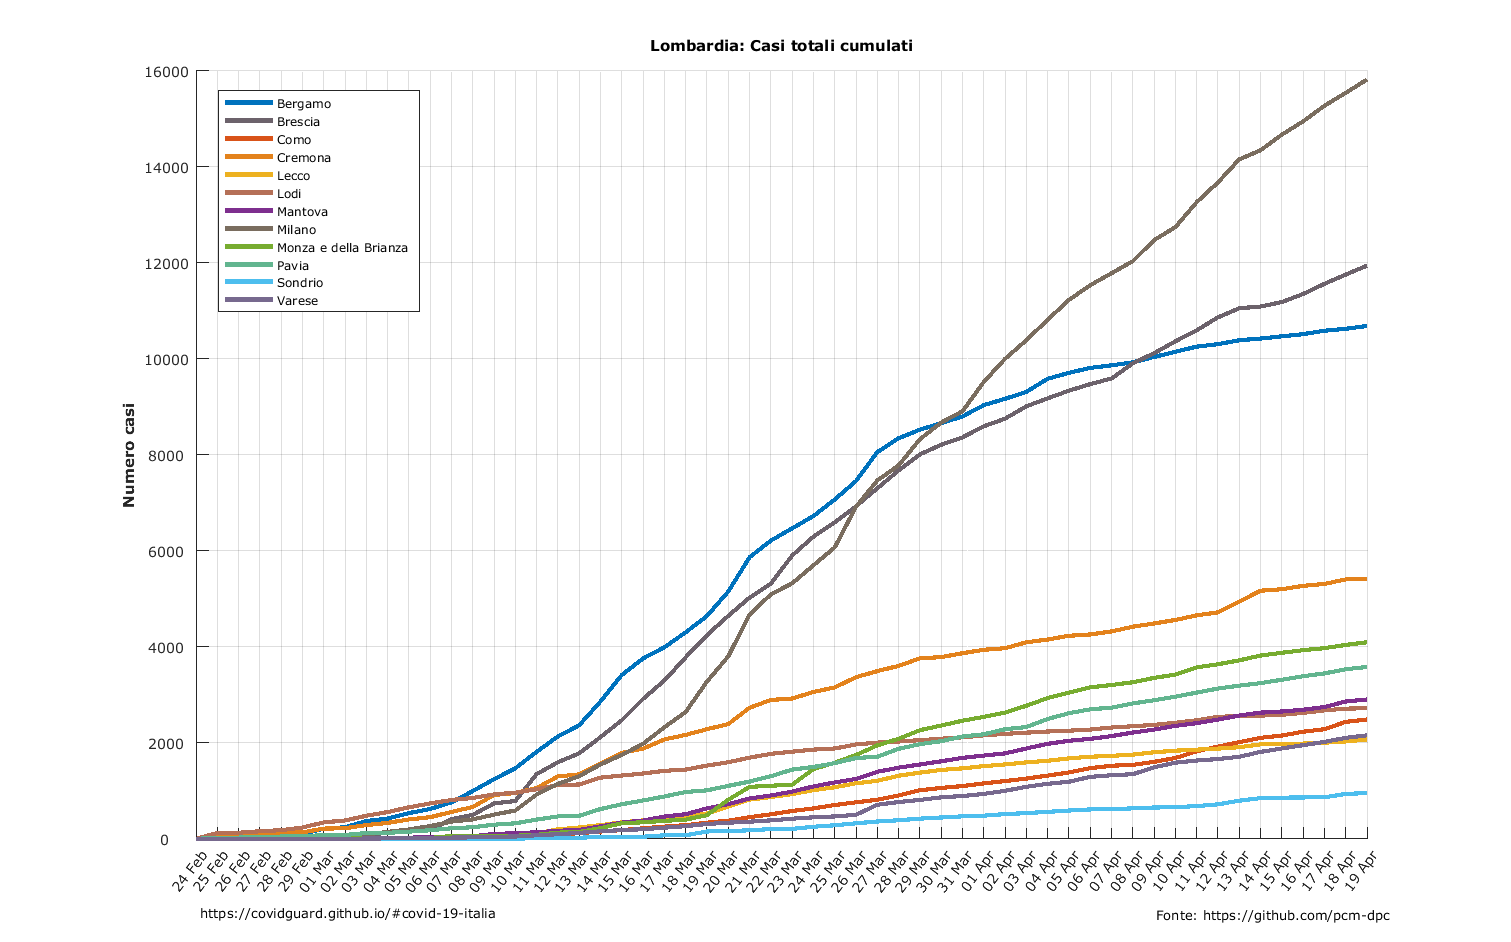 Lombardia: Casi totali cumulati
16000
14000
12000
10000
8000
6000
4000
2000
0
Numero casi
Bergamo
Brescia
Como
Cremona
Lecco
Lodi
Mantova
Milano
Monza e della Brianza
Pavia
Sondrio
Varese
24 Feb
25 Feb
26 Feb
27 Feb
28 Feb
29 Feb
01 Mar
02 Mar
03 Mar
04 Mar
05 Mar
06 Mar
07 Mar
08 Mar
09 Mar
10 Mar
11 Mar
12 Mar
13 Mar
14 Mar
15 Mar
16 Mar
17 Mar
18 Mar
19 Mar
20 Mar
21 Mar
22 Mar
23 Mar
24 Mar
25 Mar
26 Mar
27 Mar
28 Mar
29 Mar
30 Mar
31 Mar
01 Apr
02 Apr
03 Apr
04 Apr
05 Apr
06 Apr
07 Apr
08 Apr
09 Apr
10 Apr
11 Apr
12 Apr
13 Apr
14 Apr
15 Apr
16 Apr
17 Apr
18 Apr
19 Apr
https://covidguard.github.io/#covid-19-italia
Fonte: https://github.com/pcm-dpc